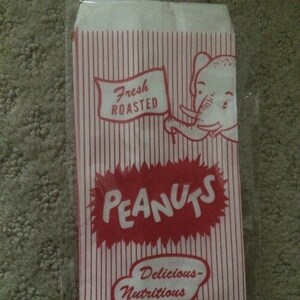 Fresh
ROASTED
PEANUTS
Delicious-
Nutritious